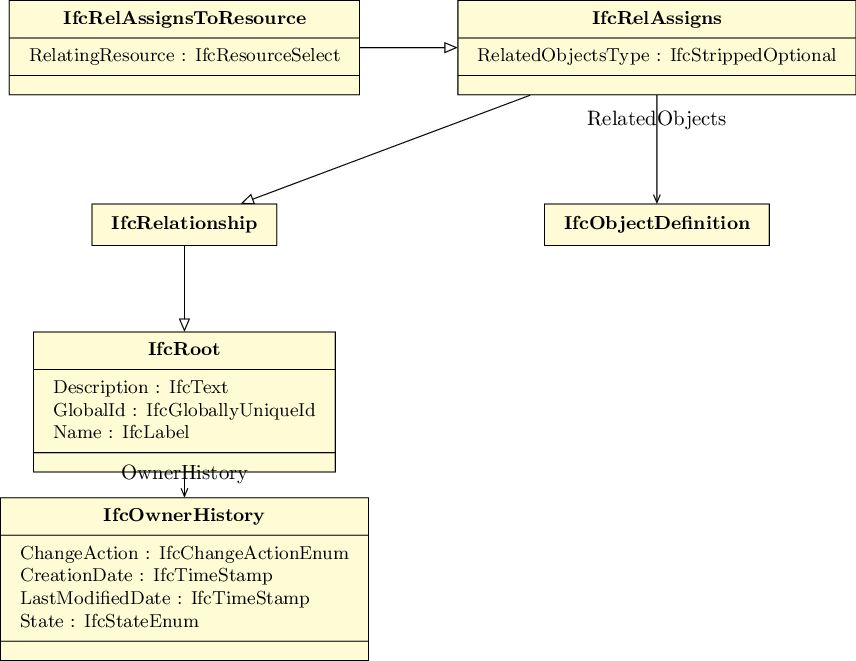 IfcRelAssignsToResource
RelatingResource : IfcResourceSelect
IfcRelAssigns
RelatedObjectsType : IfcStrippedOptional
RelatedObjects
IfcRelationship
IfcObjectDefinition
IfcRoot
Description : IfcText
GlobalId : IfcGloballyUniqueId
Name : IfcLabel
OwnerHistory
IfcOwnerHistory
ChangeAction : IfcChangeActionEnum
CreationDate : IfcTimeStamp
LastModifiedDate : IfcTimeStamp
State : IfcStateEnum